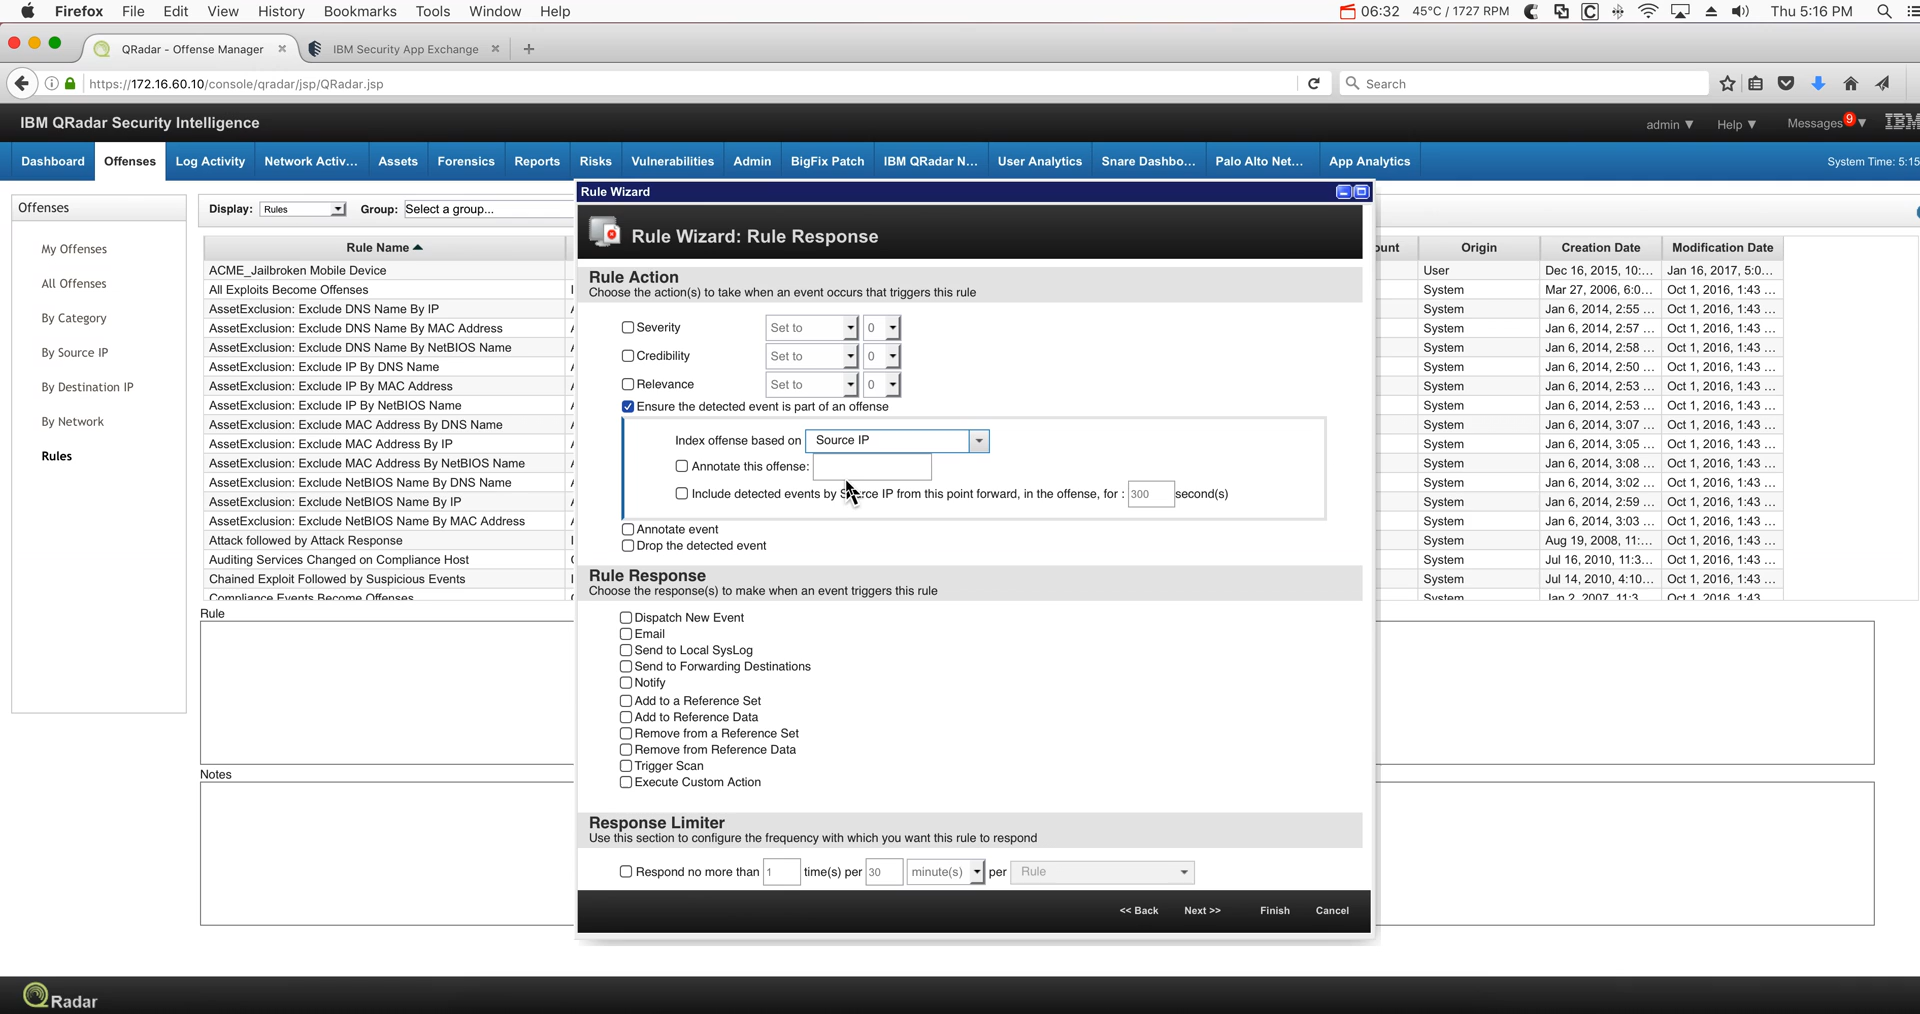 Firefox File Edit View History Bookmarks Tools Window Help 06:32 45°C / 1727 RPM Thu 5:16 PM
QRadar - Offense Manager IBM Security App Exchange
https://172.16.60.10/console/qradar/jsp/QRadar.jsp Search
IBM QRadar Security Intelligence admin Help Messages 9 IBM
Dashboard Offenses Log Activity Network Activ... Assets Forensics Reports Risks Vulnerabilities Admin BigFix Patch IBM QRadar N... User Analytics Snare Dashbo... Palo Alto Net... App Analytics System Time: 5:15
Offenses
My Offenses
All Offenses
By Category
By Source IP
By Destination IP
By Network
Rules
Display: Rules Group: Select a group...
Rule Name
ACME_Jailbroken Mobile Device
All Exploits Become Offenses
AssetExclusion: Exclude DNS Name By IP
AssetExclusion: Exclude DNS Name By MAC Address
AssetExclusion: Exclude DNS Name By NetBIOS Name
AssetExclusion: Exclude IP By DNS Name
AssetExclusion: Exclude IP By MAC Address
AssetExclusion: Exclude IP By NetBIOS Name
AssetExclusion: Exclude MAC Address By DNS Name
AssetExclusion: Exclude MAC Address By IP
AssetExclusion: Exclude MAC Address By NetBIOS Name
AssetExclusion: Exclude NetBIOS Name By DNS Name
AssetExclusion: Exclude NetBIOS Name By IP
AssetExclusion: Exclude NetBIOS Name By MAC Address
Attack followed by Attack Response
Auditing Services Changed on Compliance Host
Chained Exploit Followed by Suspicious Events
Compliance Events Become Offenses
Rule
Notes
Rule Wizard
Rule Wizard: Rule Response
Rule Action
Choose the action(s) to take when an event occurs that triggers this rule
Severity Set to 0
Credibility Set to 0
Relevance Set to 0
Ensure the detected event is part of an offense
Index offense based on Source IP
Annotate this offense:
Include detected events by Source IP from this point forward, in the offense, for : 300 second(s)
Annotate event
Drop the detected event
Rule Response
Choose the response(s) to make when an event triggers this rule
Dispatch New Event
Email
Send to Local SysLog
Send to Forwarding Destinations
Notify
Add to a Reference Set
Add to Reference Data
Remove from a Reference Set
Remove from Reference Data
Trigger Scan
Execute Custom Action
Response Limiter
Use this section to configure the frequency with which you want this rule to respond
Respond no more than 1 time(s) per 30 minute(s) per Rule
<< Back Next >> Finish Cancel
ount Origin Creation Date Modification Date
User Dec 16, 2015, 10:... Jan 16, 2017, 5:0...
System Mar 27, 2006, 6:0... Oct 1, 2016, 1:43 ...
System Jan 6, 2014, 2:55 ... Oct 1, 2016, 1:43 ...
System Jan 6, 2014, 2:57 ... Oct 1, 2016, 1:43 ...
System Jan 6, 2014, 2:58 ... Oct 1, 2016, 1:43 ...
System Jan 6, 2014, 2:50 ... Oct 1, 2016, 1:43 ...
System Jan 6, 2014, 2:53 ... Oct 1, 2016, 1:43 ...
System Jan 6, 2014, 2:53 ... Oct 1, 2016, 1:43 ...
System Jan 6, 2014, 3:07 ... Oct 1, 2016, 1:43 ...
System Jan 6, 2014, 3:05 ... Oct 1, 2016, 1:43 ...
System Jan 6, 2014, 3:08 ... Oct 1, 2016, 1:43 ...
System Jan 6, 2014, 3:02 ... Oct 1, 2016, 1:43 ...
System Jan 6, 2014, 2:59 ... Oct 1, 2016, 1:43 ...
System Jan 6, 2014, 3:03 ... Oct 1, 2016, 1:43 ...
System Aug 19, 2008, 11:... Oct 1, 2016, 1:43 ...
System Jul 16, 2010, 11:3... Oct 1, 2016, 1:43 ...
System Jul 14, 2010, 4:10... Oct 1, 2016, 1:43 ...
System Jan 2, 2007, 11:3... Oct 1, 2016, 1:43 ...
QRadar